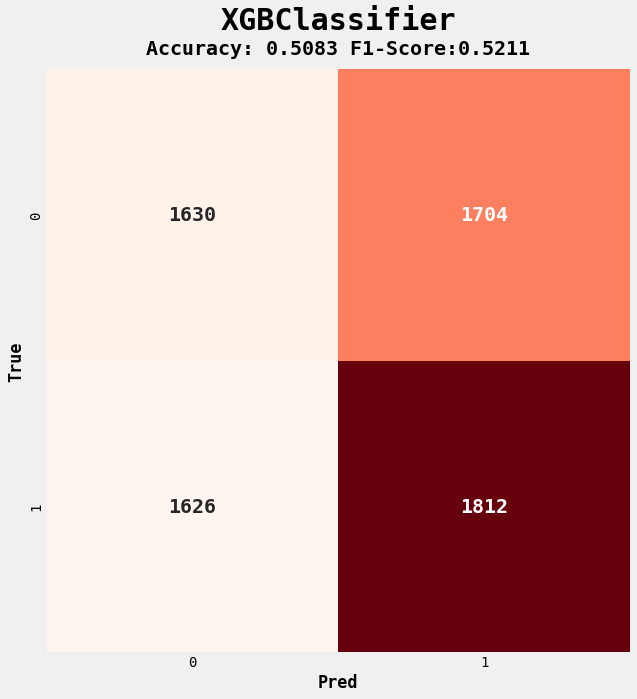 XGBClassifier
Accuracy: 0.5083 F1-Score:0.5211
0
1630
1704
True
1
1626
1812
0
1
Pred